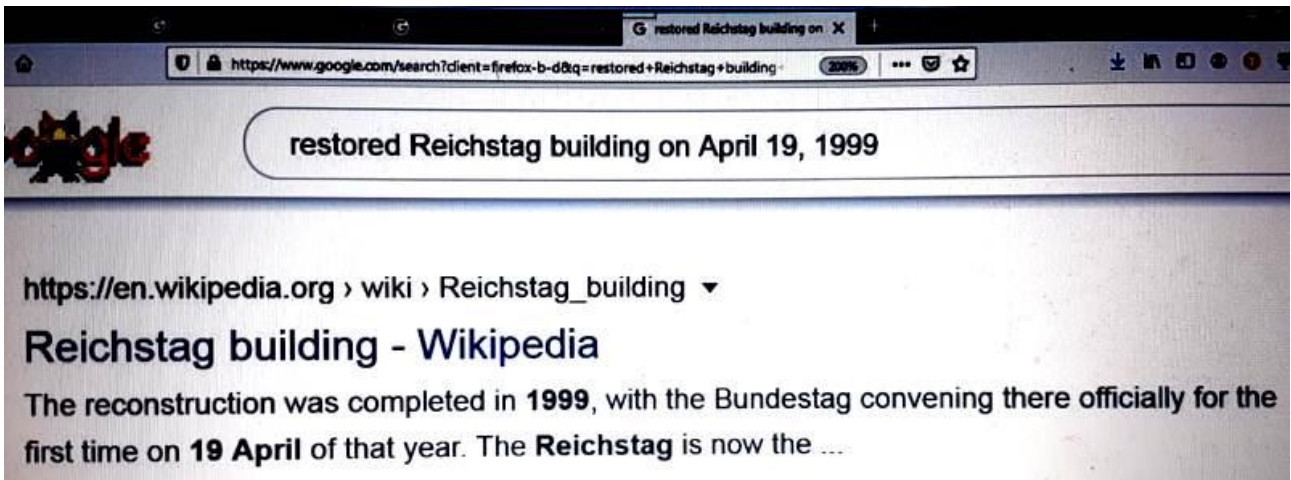 G restored Reichstag building on X
https://www.google.com/search?client=firefox-b-d&q=restored+Reichstag+building+
200%
restored Reichstag building on April 19, 1999
https://en.wikipedia.org › wiki › Reichstag_building
Reichstag building - Wikipedia
The reconstruction was completed in 1999, with the Bundestag convening there officially for the
first time on 19 April of that year. The Reichstag is now the ...